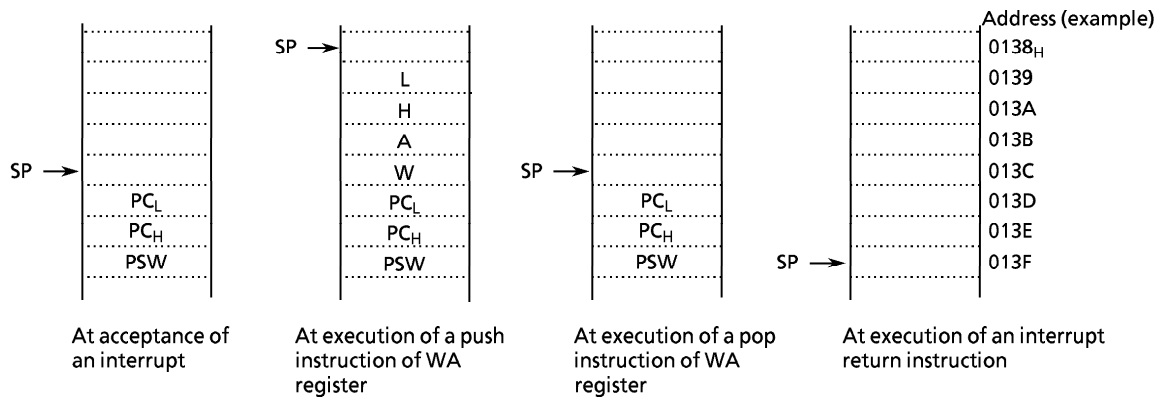 Address (example)
SP
0138H
L
0139
H
013A
A
013B
SP
W
SP
013C
PCL
PCL
PCL
013D
PCH
PCH
PCH
013E
PSW
PSW
PSW
SP
013F
At acceptance of
an interrupt
At execution of a push
instruction of WA
register
At execution of a pop
instruction of WA
register
At execution of an interrupt
return instruction